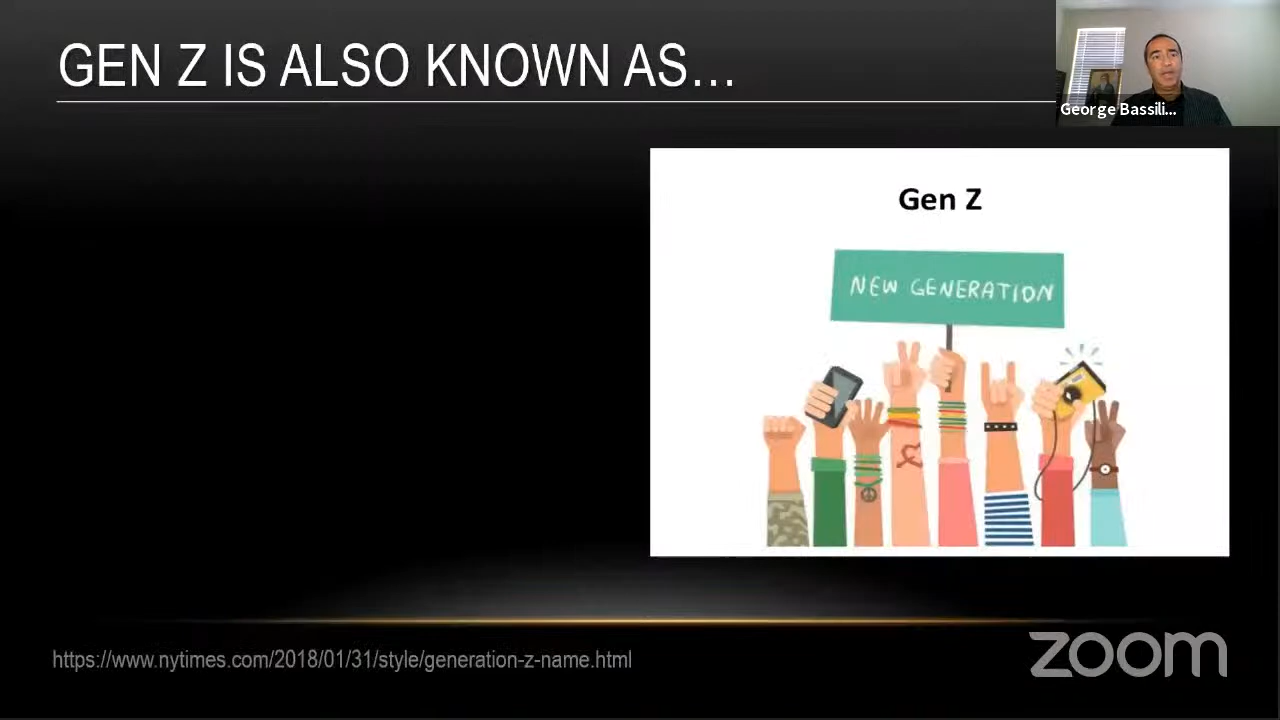 GEN Z IS ALSO KNOWN AS...
George Bassili...
Gen Z
NEW GENERATION
https://www.nytimes.com/2018/01/31/style/generation-z-name.html
zoom